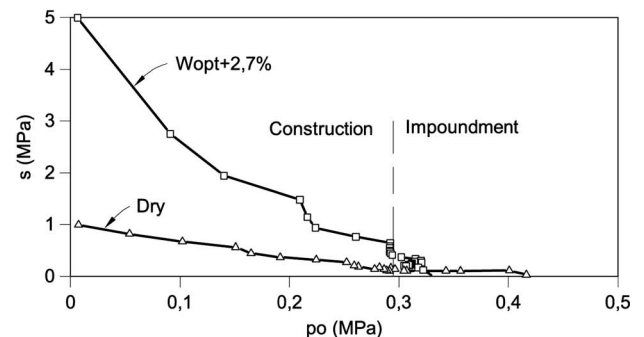 5
4
3
2
1
0
s (MPa)
Wopt+2,7%
Construction
Impoundment
Dry
0
0,1
0,2
0,3
0,4
0,5
po (MPa)